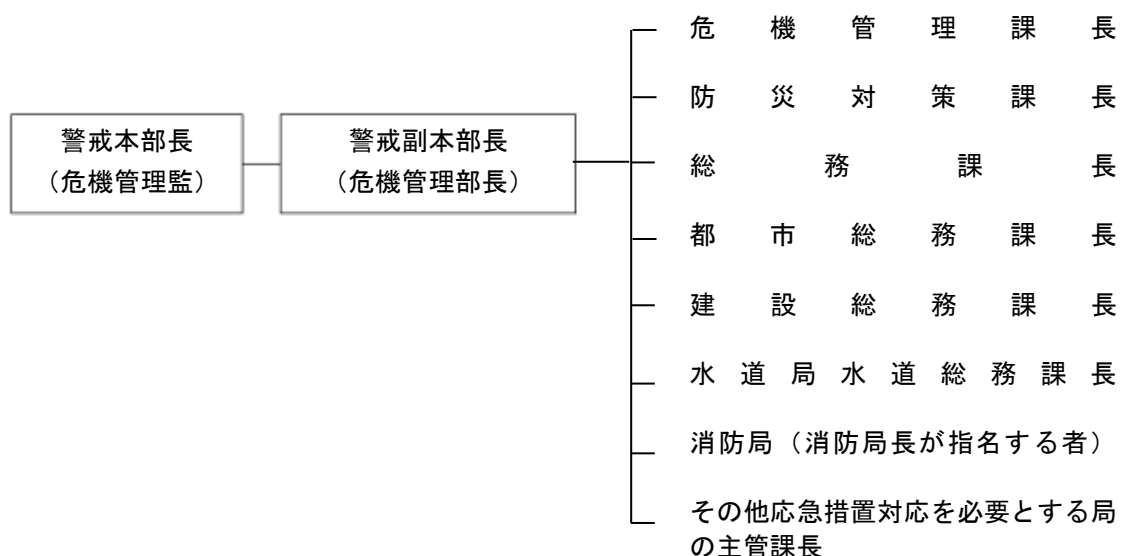 警戒本部長
(危機管理監)
警戒副本部長
(危機管理部長)
危機管理課長
防災対策課長
総務課長
都市総務課長
建設総務課長
水道局水道総務課長
消防局(消防局長が指名する者)
その他応急措置対応を必要とする局
の主管課長